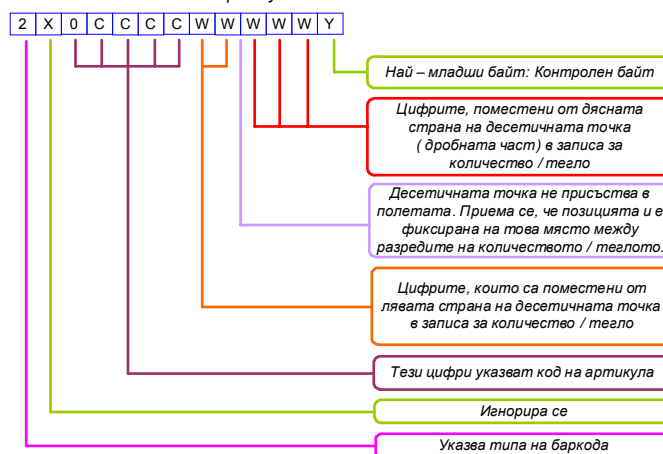 2 X 0 C C C C W W W W W Y
Най – младши байт: Контролен байт
Цифрите, поместени от дясната
страна на десетичната точка
( дробната част) в записа за
количество / тегло
Десетичната точка не присъства в
полетата. Приема се, че позицията и е
фиксирана на това място между
разредите на количеството / теглото.
Цифрите, които са поместени от
лявата страна на десетичната точка
в записа за количество / тегло
Тези цифри указват код на артикула
Игнорира се
Указва типа на баркода